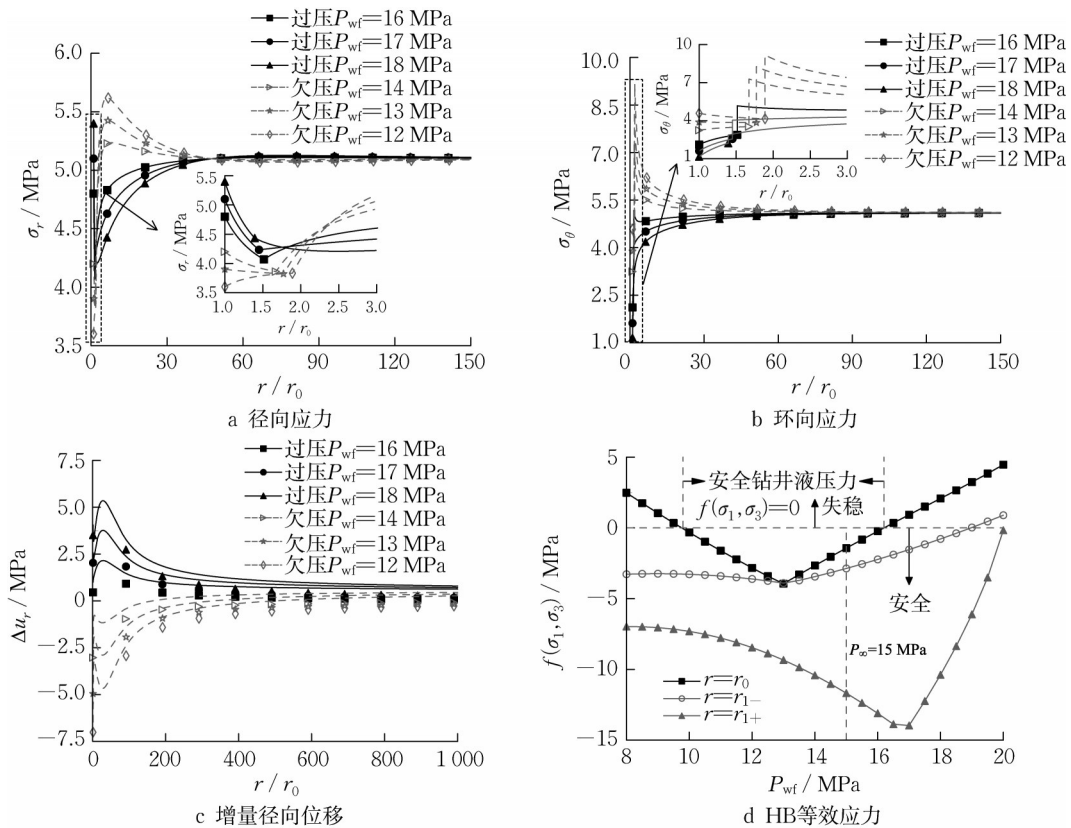 过压Pwf=16 MPa
过压Pwf=17 MPa
过压Pwf=18 MPa
欠压Pwf=14 MPa
欠压Pwf=13 MPa
欠压Pwf=12 MPa
6.0
5.5
5.0
4.5
4.0
3.5
σr / MPa
0 30 60 90 120 150
r / r0
5.5
5.0
4.5
4.0
3.5
σr / MPa
1.0 1.5 2.0 2.5 3.0
r / r0
a 径向应力
过压Pwf=16 MPa
过压Pwf=17 MPa
过压Pwf=18 MPa
欠压Pwf=14 MPa
欠压Pwf=13 MPa
欠压Pwf=12 MPa
10.0
8.5
7.0
5.5
4.0
2.5
1.0
σθ / MPa
0 30 60 90 120 150
r / r0
10
7
4
1
σθ / MPa
1.0 1.5 2.0 2.5 3.0
r / r0
b 环向应力
过压Pwf=16 MPa
过压Pwf=17 MPa
过压Pwf=18 MPa
欠压Pwf=14 MPa
欠压Pwf=13 MPa
欠压Pwf=12 MPa
7.5
5.0
2.5
0
−2.5
−5.0
−7.5
Δur / MPa
0 200 400 600 800 1 000
r / r0
c 增量径向位移
5
0
−5
−10
−15
f(σ1,σ3) / MPa
安全钻井液压力
f(σ1,σ3)=0
失稳
安全
P∞=15 MPa
r=r0
r=r1−
r=r1+
8 10 12 14 16 18 20
Pwf / MPa
d HB等效应力